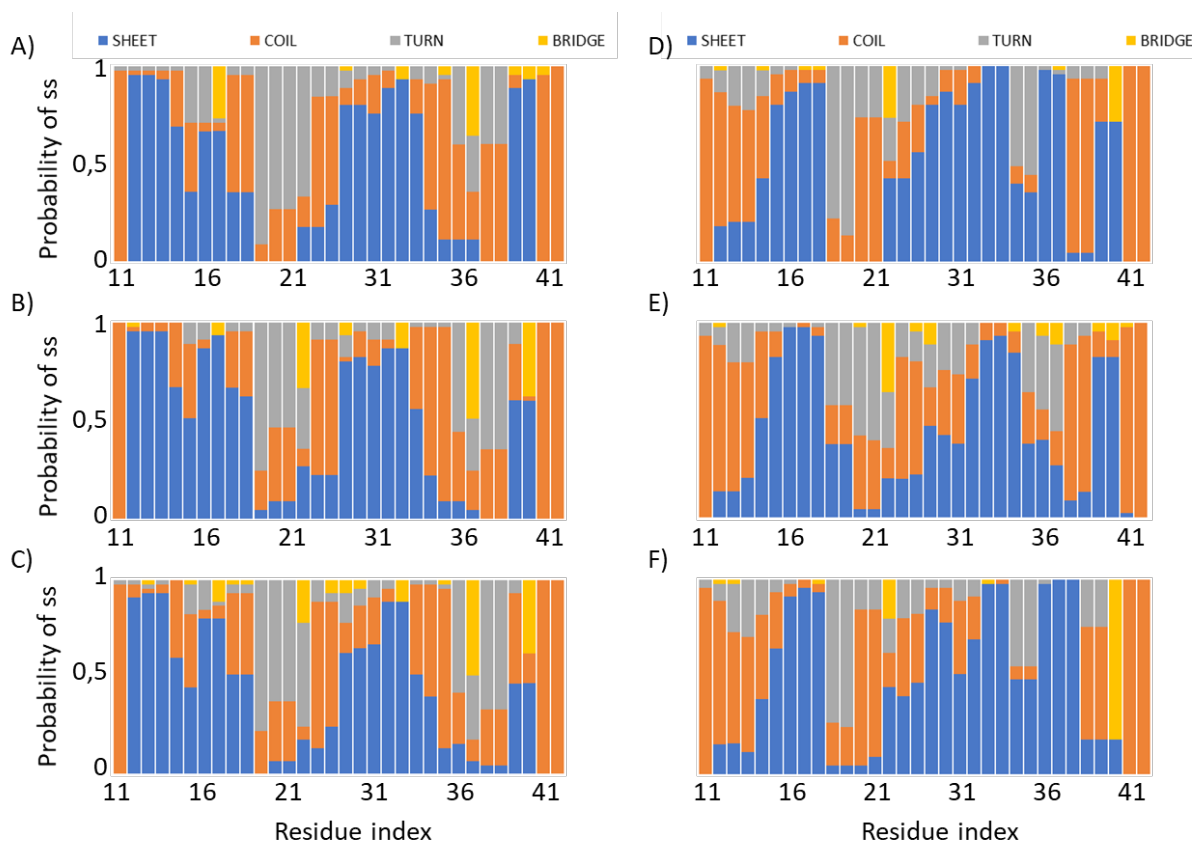 A)
SHEET COIL TURN BRIDGE
1
0,5
0
Probability of ss
11 16 21 31 36 41
B)
1
0,5
0
Probability of ss
11 16 21 31 36 41
C)
1
0,5
0
Probability of ss
11 16 21 31 36 41
Residue index
D)
SHEET COIL TURN BRIDGE
11 16 21 31 36 41
E)
11 16 21 31 36 41
F)
11 16 21 31 36 41
Residue index